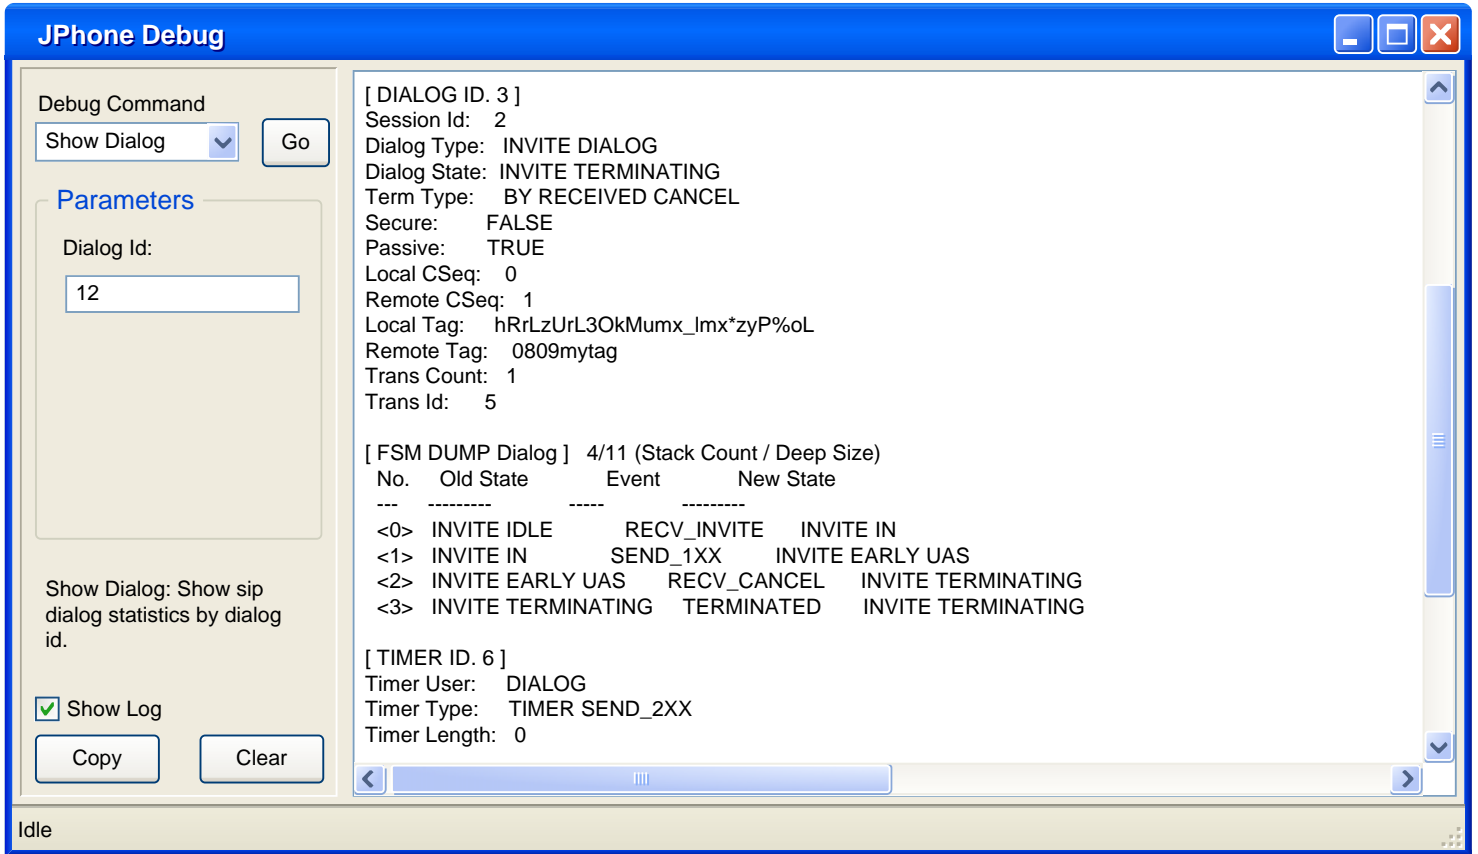 JPhone Debug
Debug Command
Show Dialog
Go
Parameters
Dialog Id:
12
Show Dialog: Show sip
dialog statistics by dialog
id.
Show Log
Copy
Clear
[ DIALOG ID. 3 ]
Session Id: 2
Dialog Type: INVITE DIALOG
Dialog State: INVITE TERMINATING
Term Type: BY RECEIVED CANCEL
Secure: FALSE
Passive: TRUE
Local CSeq: 0
Remote CSeq: 1
Local Tag: hRrLzUrL3OkMumx_lmx*zyP%oL
Remote Tag: 0809mytag
Trans Count: 1
Trans Id: 5
[ FSM DUMP Dialog ] 4/11 (Stack Count / Deep Size)
No. Old State Event New State
--- --------- ----- ---------
<0> INVITE IDLE RECV_INVITE INVITE IN
<1> INVITE IN SEND_1XX INVITE EARLY UAS
<2> INVITE EARLY UAS RECV_CANCEL INVITE TERMINATING
<3> INVITE TERMINATING TERMINATED INVITE TERMINATING
[ TIMER ID. 6 ]
Timer User: DIALOG
Timer Type: TIMER SEND_2XX
Timer Length: 0
Idle